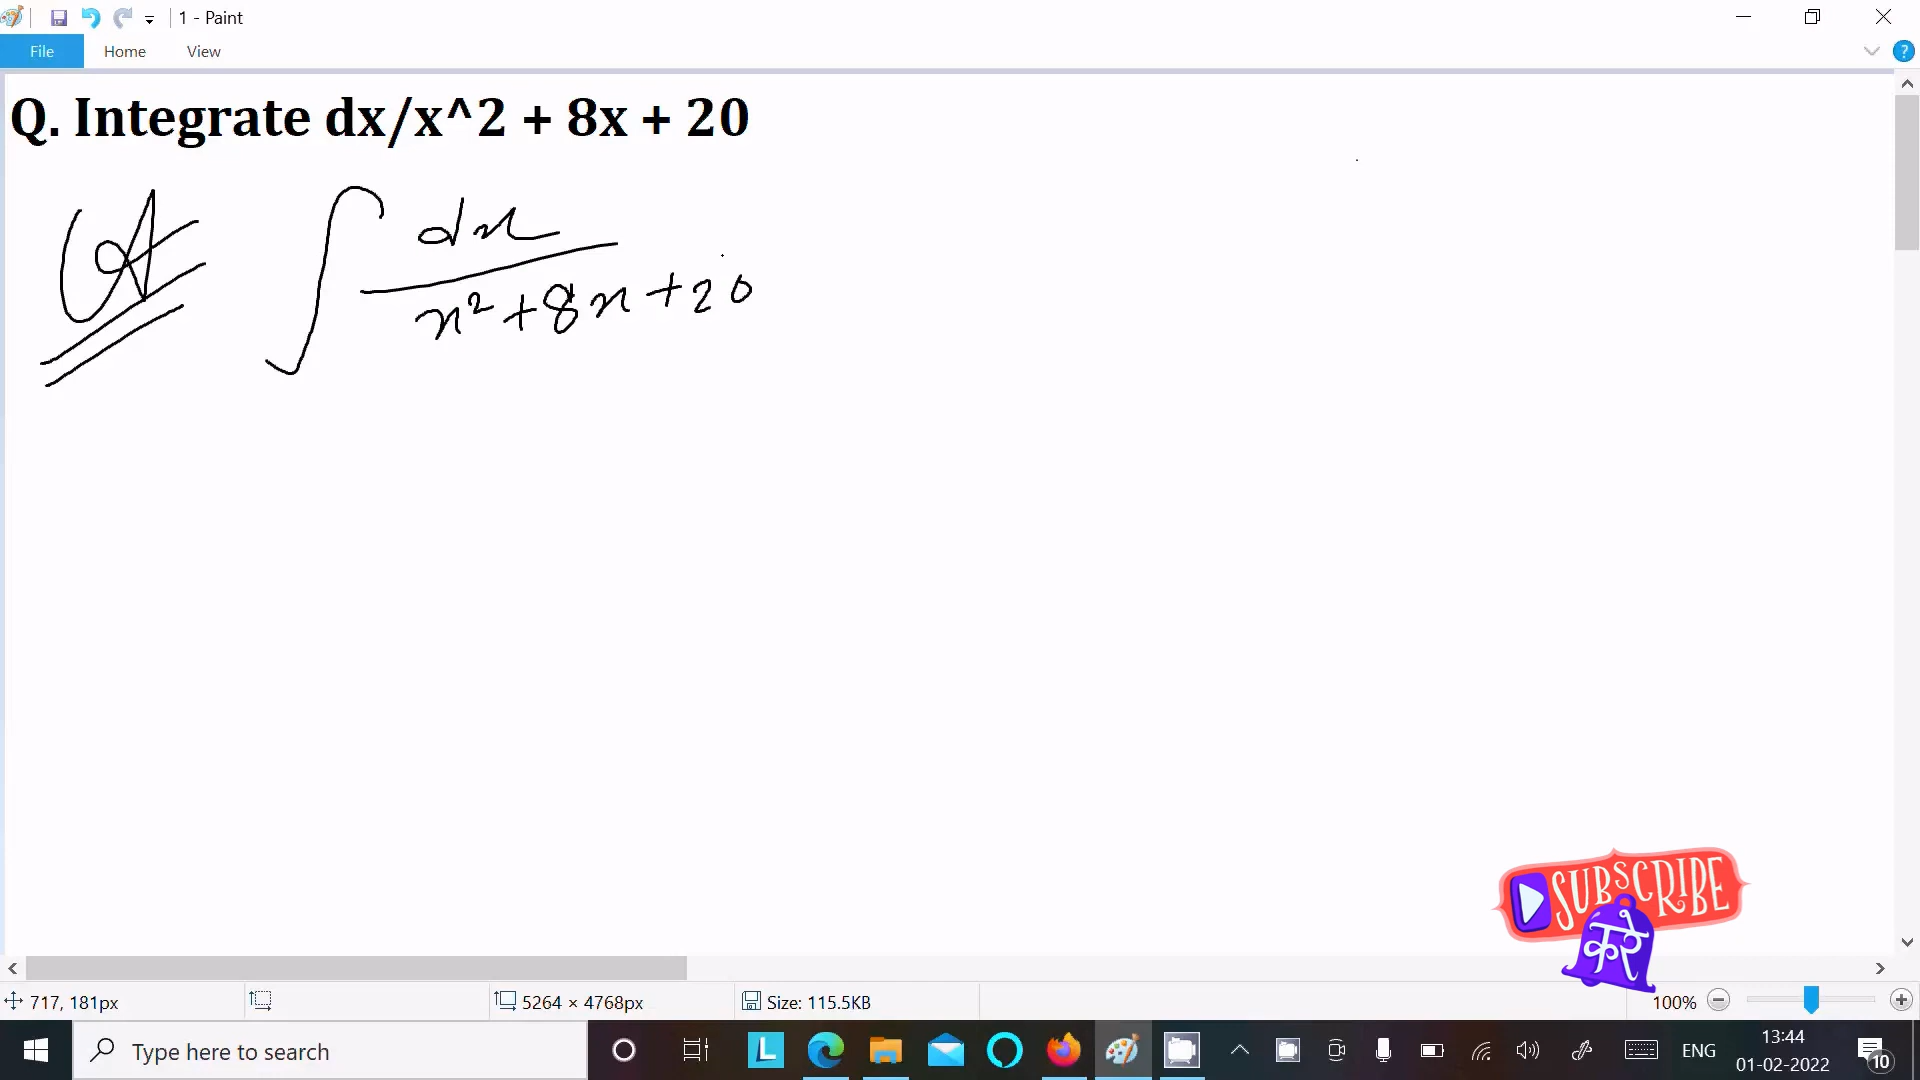 1 - Paint
File Home View
Q. Integrate dx/x^2 + 8x + 20
A ∫ dx
x² + 8x + 20
SUBSCRIBE
करे
717, 181px 5264 × 4768px Size: 115.5KB 100%
Type here to search L ENG 13:44
01-02-2022 10